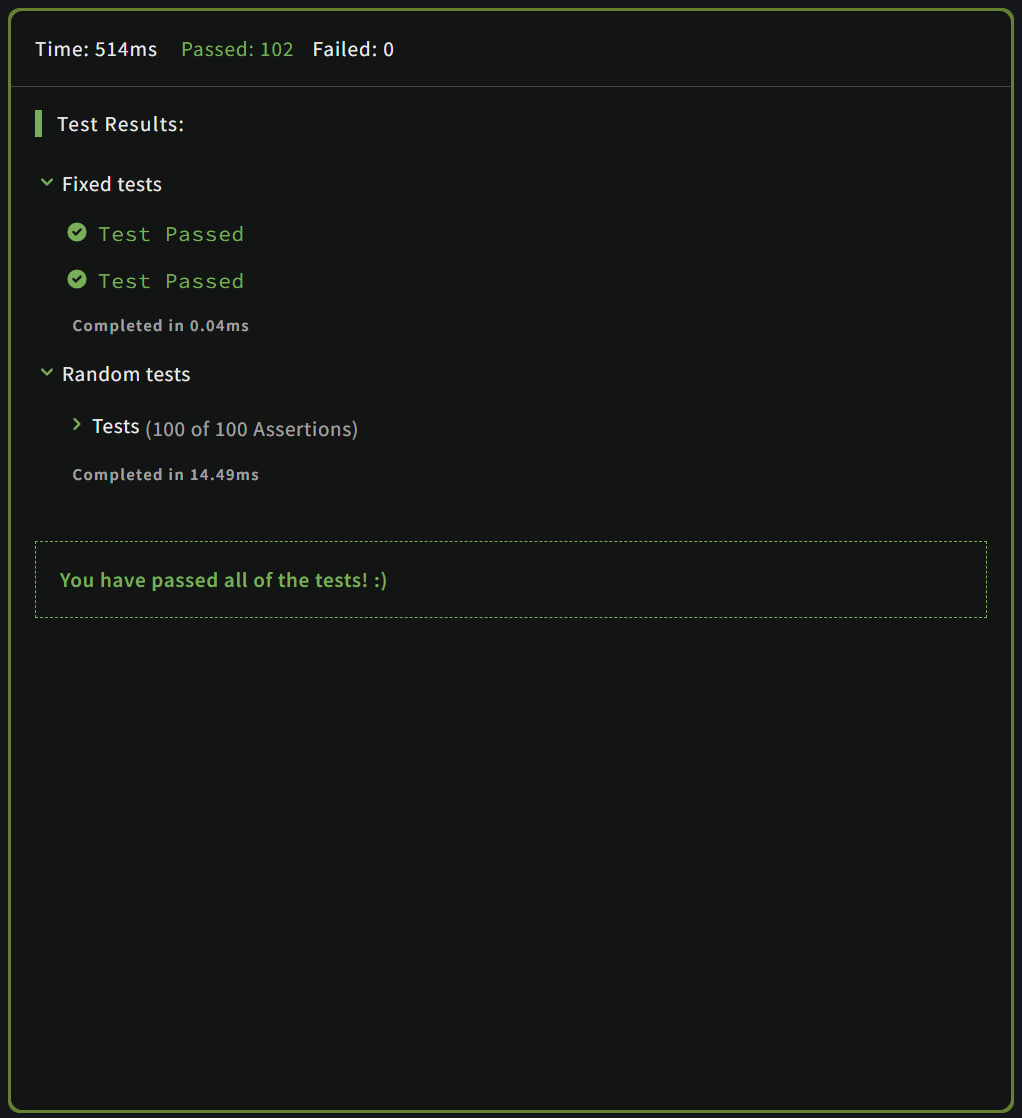 Time: 514ms Passed: 102 Failed: 0
Test Results:
Fixed tests
Test Passed
Test Passed
Completed in 0.04ms
Random tests
Tests (100 of 100 Assertions)
Completed in 14.49ms
You have passed all of the tests! :)